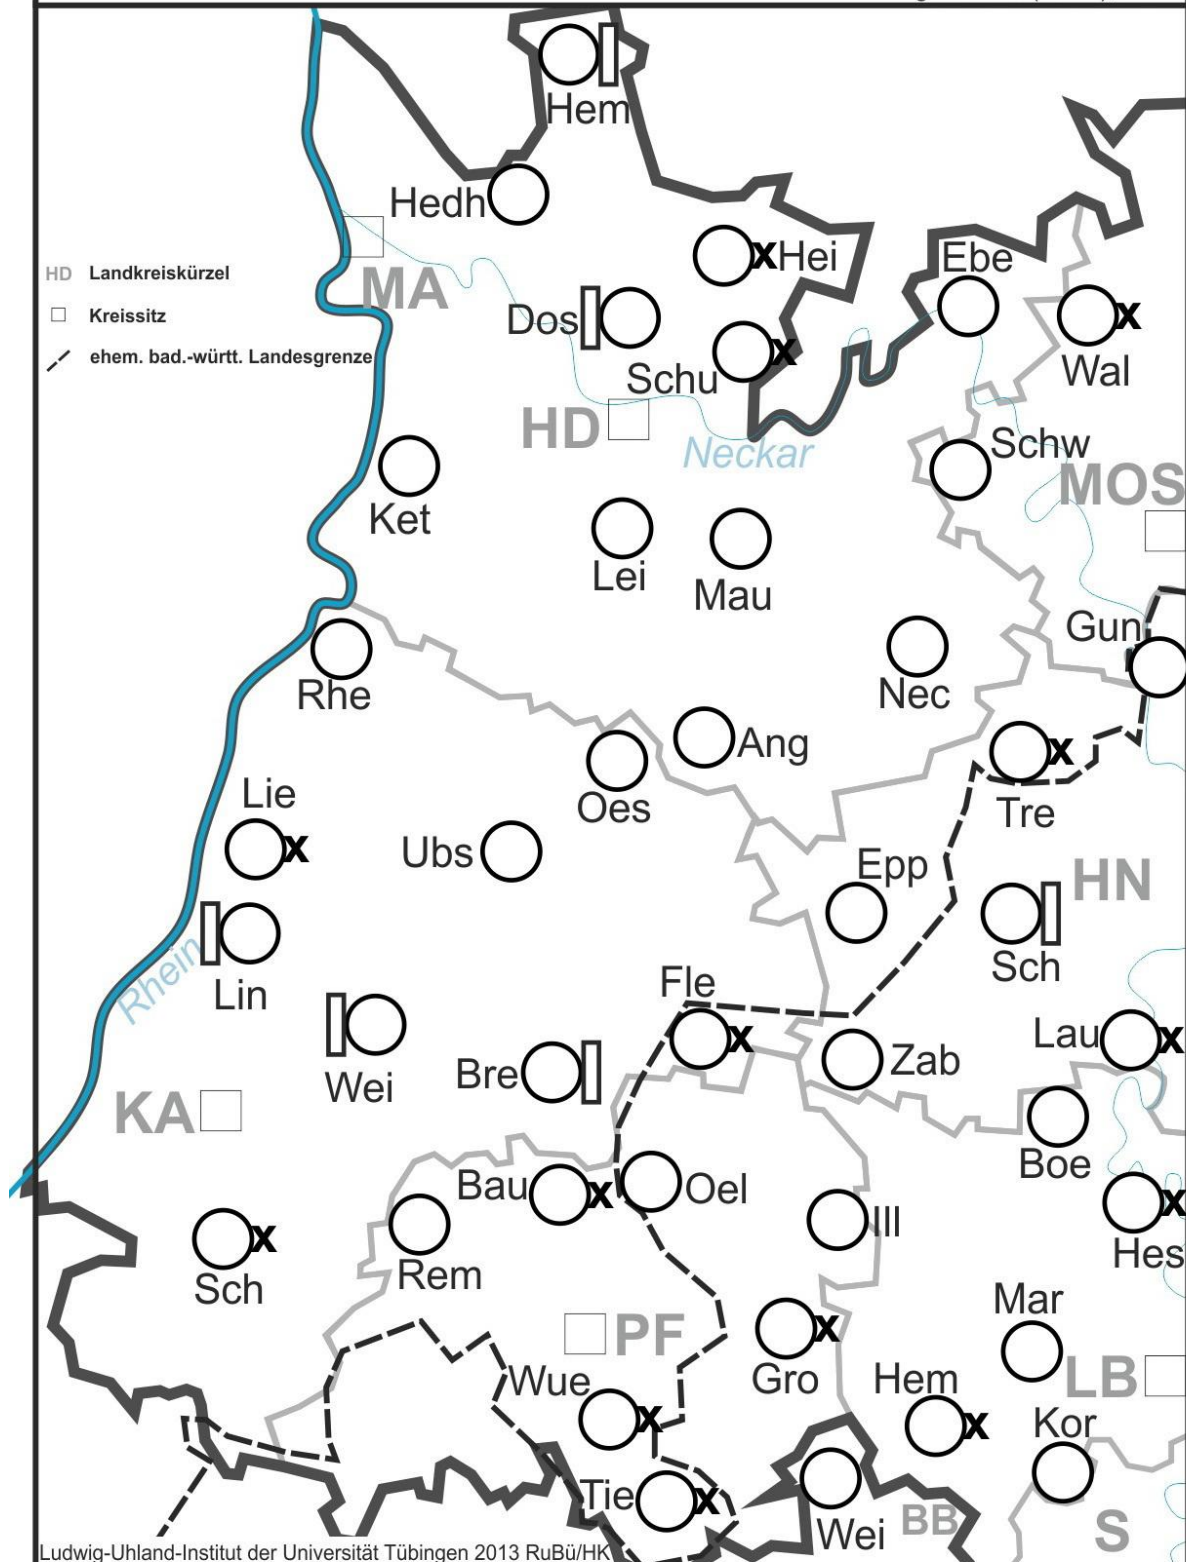 Hem
Hedh
x Hei
Ebe
HD Landkreiskürzel
MA
x
Kreissitz
Dos
x
Wal
ehem. bad.-württ. Landesgrenze
Schu
HD
Neckar
Schw
MOS
Ket
Lei
Mau
Gun
Rhe
Nec
Ang
x
Oes
Tre
Lie
x
Ubs
Epp
HN
Rhein
Lin
Sch
Fle
x
Wei
Bre
Zab
Lau x
KA
Boe
Bau x
Oel
Ill
x
Hes
Sch x
Rem
Mar
PF
x
Gro
LB
Wue x
Hem x
Kor
Tie x
Wei
BB
S
Ludwig-Uhland-Institut der Universität Tübingen 2013 RuBü/HK